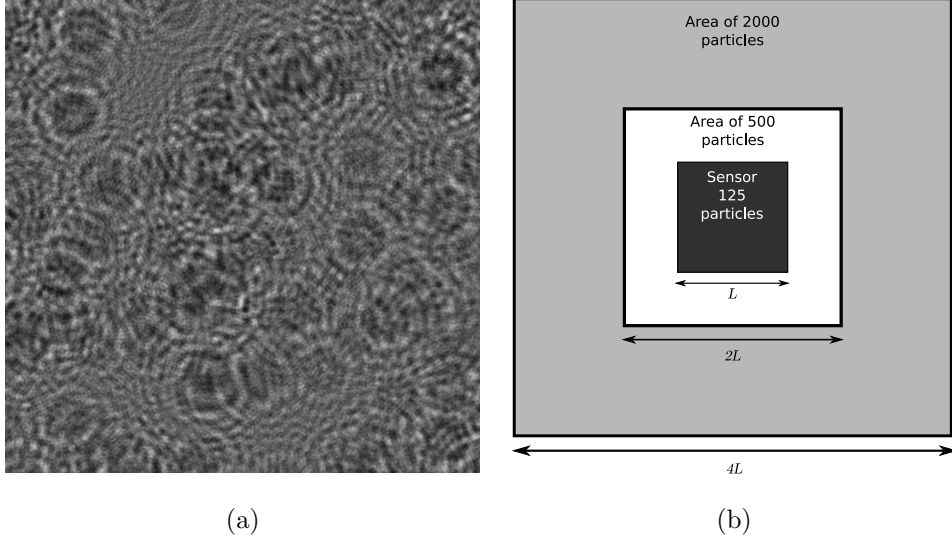 Area of 2000
particles
Area of 500
particles
Sensor
125
particles
L
2L
4L
(a)
(b)